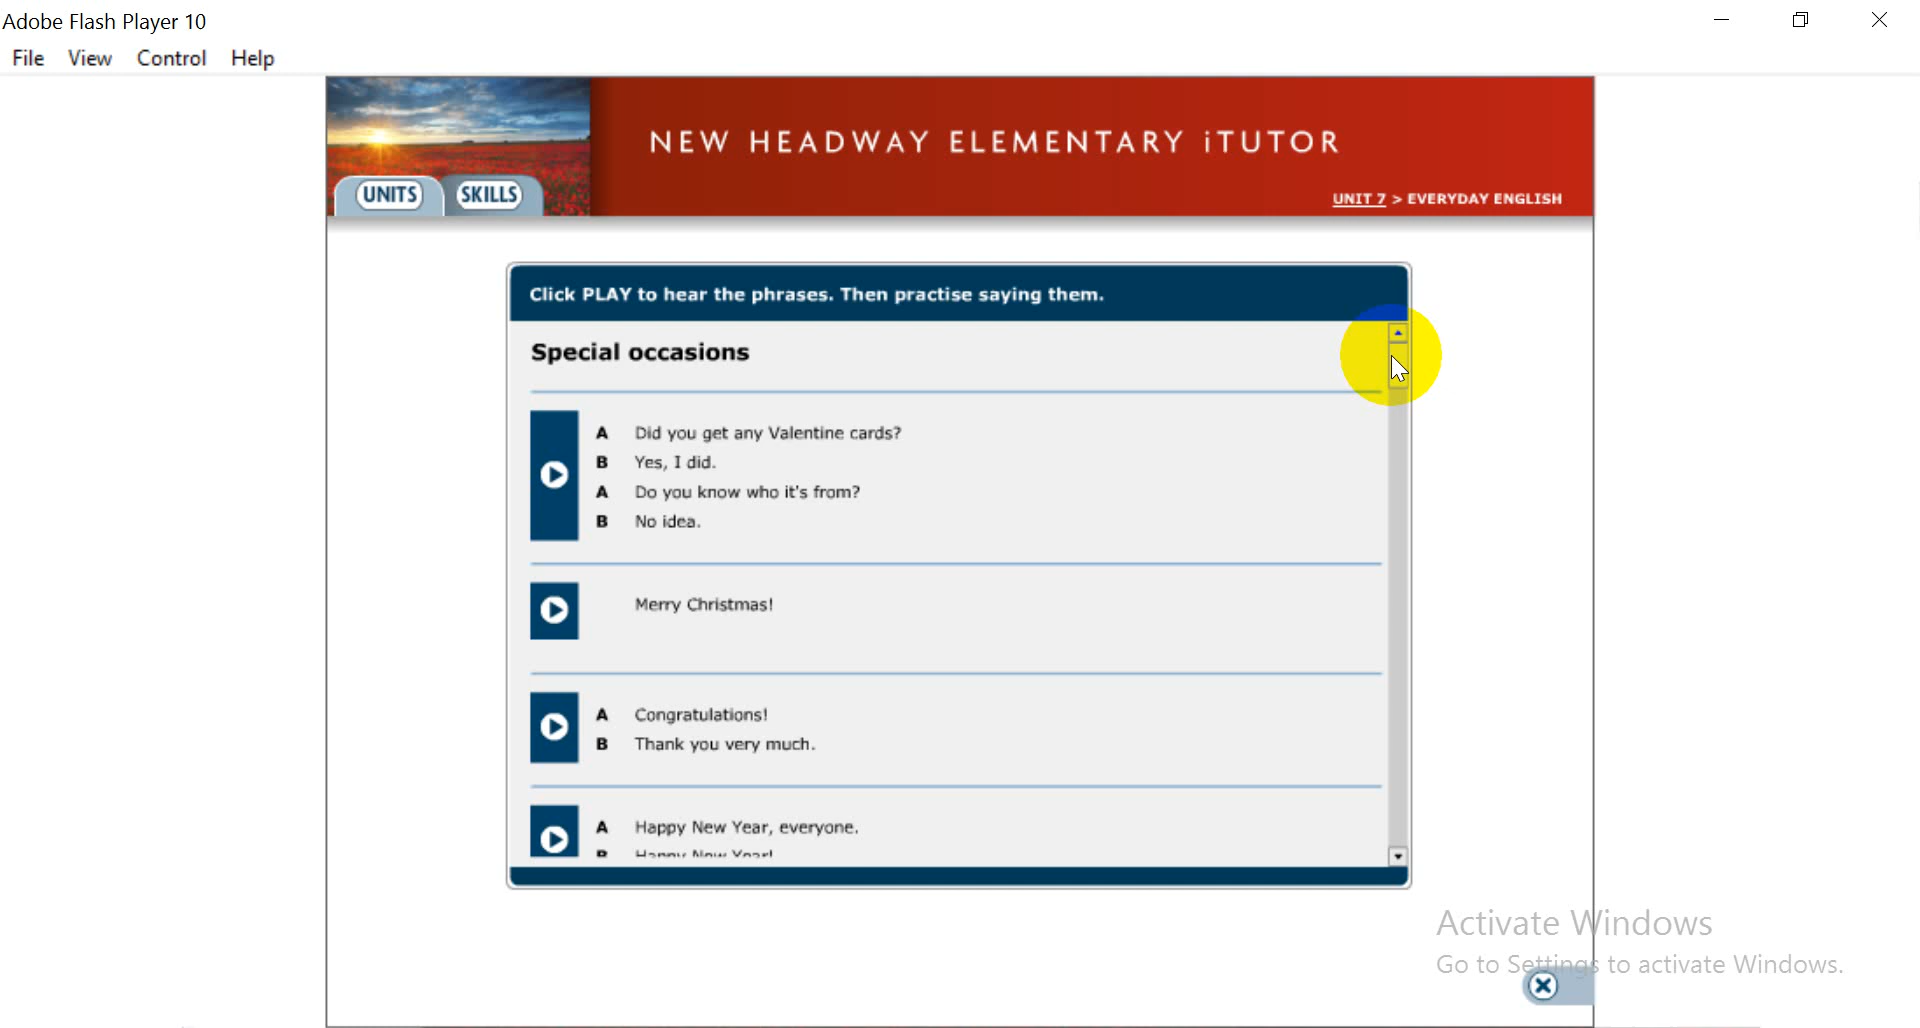 Adobe Flash Player 10
File View Control Help
NEW HEADWAY ELEMENTARY iTUTOR
UNITS SKILLS
UNIT 7 > EVERYDAY ENGLISH
Click PLAY to hear the phrases. Then practise saying them.
Special occasions
A Did you get any Valentine cards?
B Yes, I did.
A Do you know who it's from?
B No idea.
Merry Christmas!
A Congratulations!
B Thank you very much.
A Happy New Year, everyone.
B Happy New Year!
Activate Windows
Go to Settings to activate Windows.